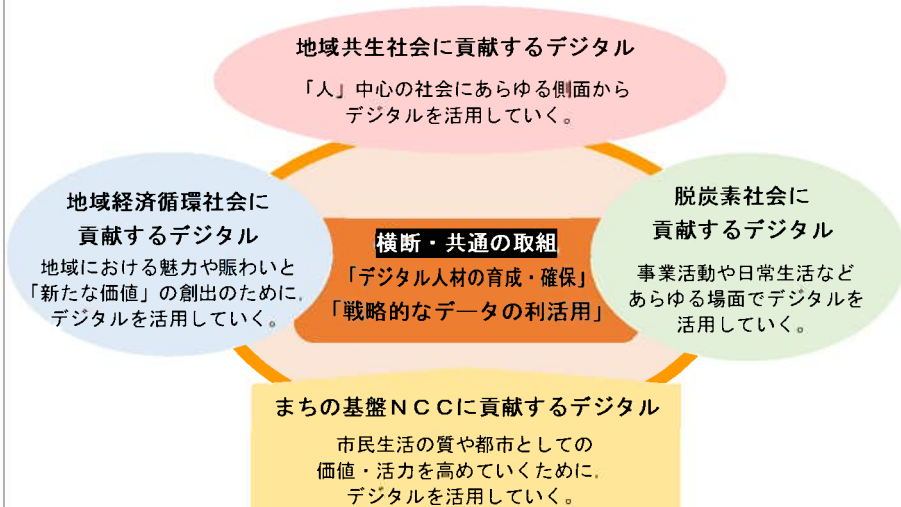 地域共生社会に貢献するデジタル
「人」中心の社会にあらゆる側面から
デジタルを活用していく。
地域経済循環社会に
貢献するデジタル
地域における魅力や賑わいと
「新たな価値」の創出のために、
デジタルを活用していく。
横断・共通の取組
「デジタル人材の育成・確保」
「戦略的なデータの利活用」
脱炭素社会に
貢献するデジタル
事業活動や日常生活など
あらゆる場面でデジタルを
活用していく。
まちの基盤ＮＣＣに貢献するデジタル
市民生活の質や都市としての
価値・活力を高めていくために、
デジタルを活用していく。